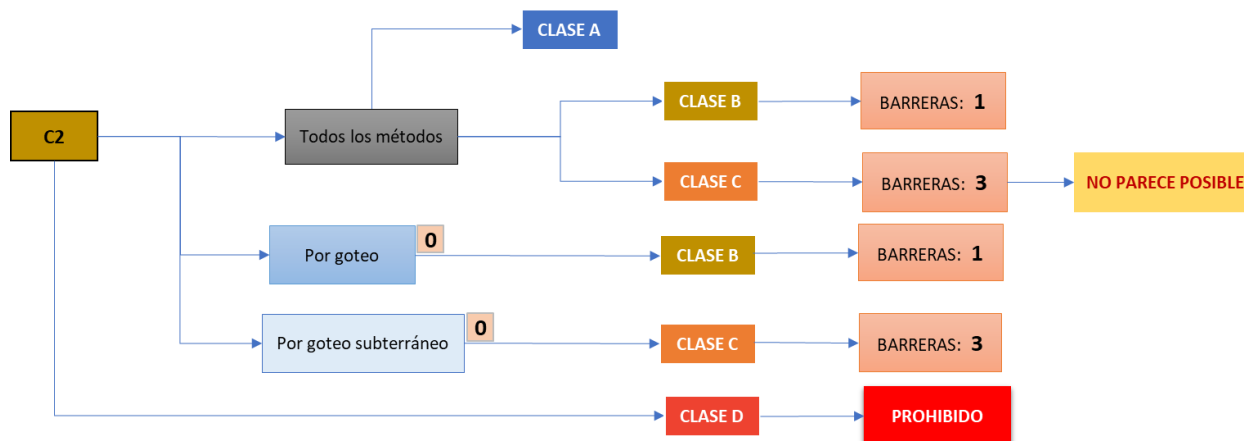 CLASE A
CLASE B
BARRERAS: 1
C2
Todos los métodos
CLASE C
BARRERAS: 3
NO PARECE POSIBLE
Por goteo
0
CLASE B
BARRERAS: 1
Por goteo subterráneo
0
CLASE C
BARRERAS: 3
CLASE D
PROHIBIDO